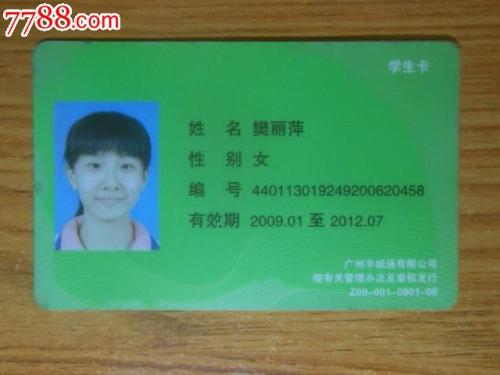 7788.com
学生卡
姓 名 樊丽萍
性 别 女
编 号 440113019249200620458
有效期 2009.01 至 2012.07
广州羊城通有限公司
按有关管理办法及章程发行
Z09-001-0901-06